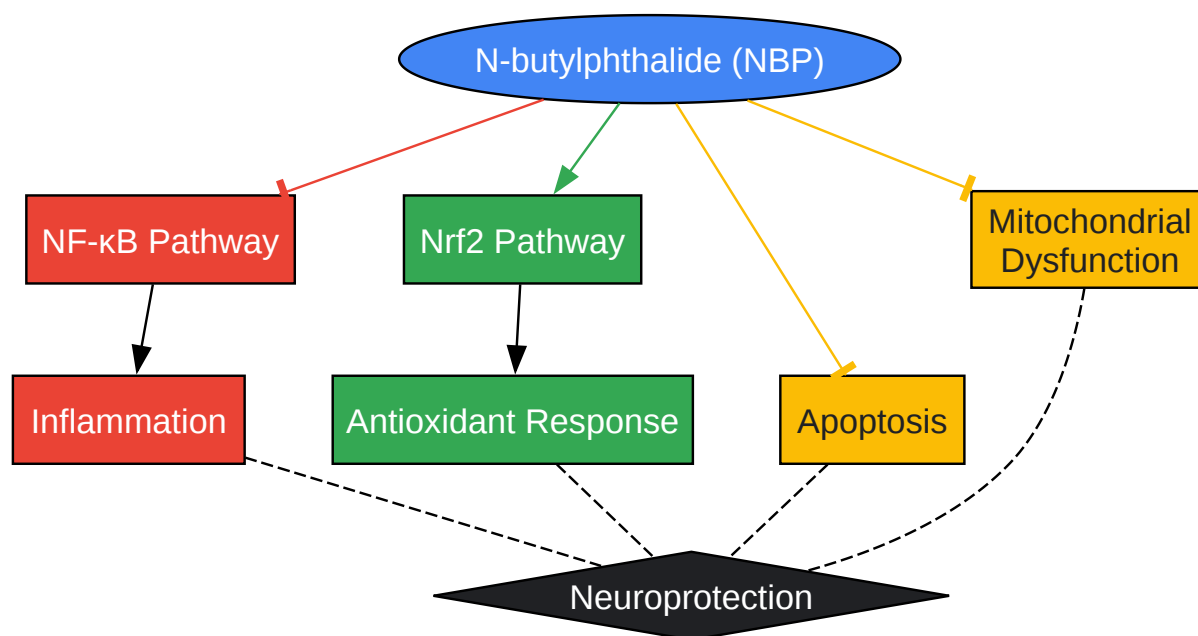 N-butylphthalide (NBP)
NF-κB Pathway
Nrf2 Pathway
Mitochondrial
Dysfunction
Inflammation
Antioxidant Response
Apoptosis
Neuroprotection